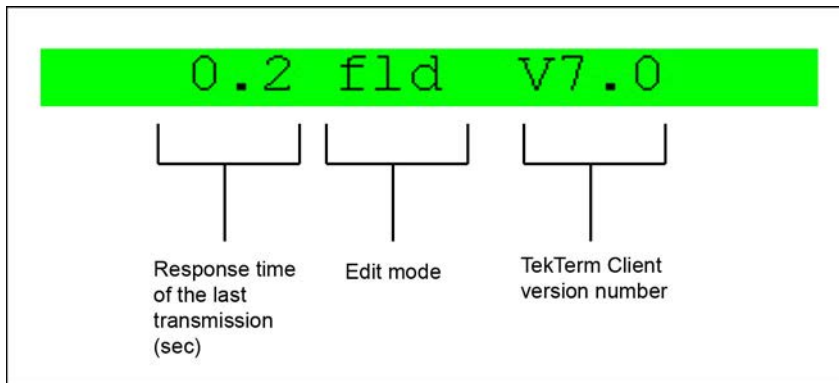 0.2 fld V7.0
Response time
of the last
transmission
(sec)
Edit mode
TekTerm Client
version number